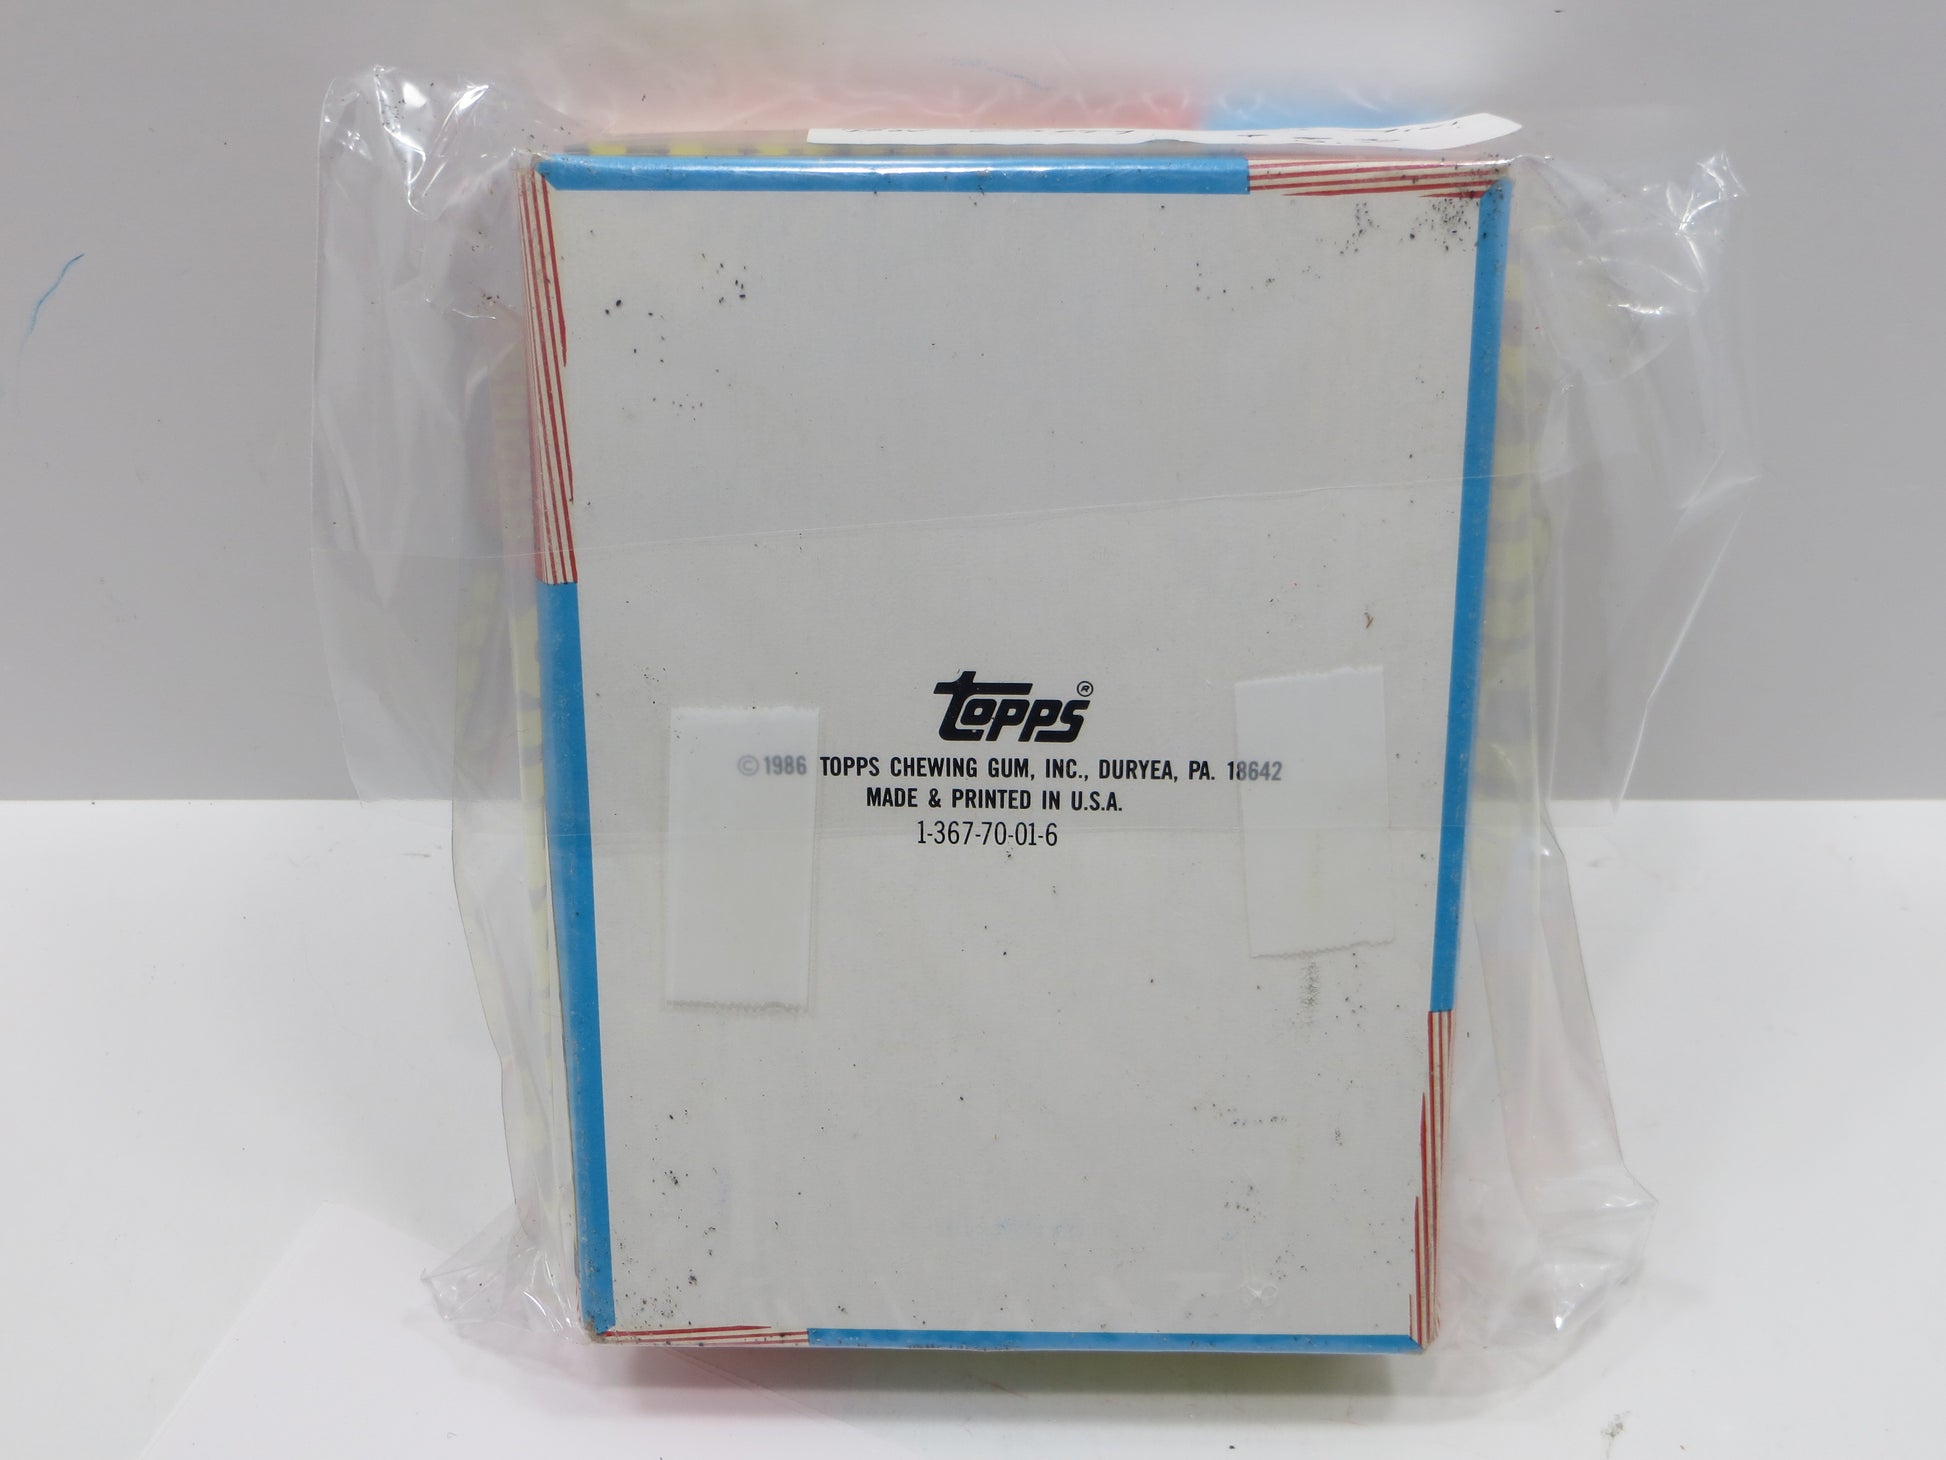 topps®
©1986 TOPPS CHEWING GUM, INC., DURYEA, PA. 18642
MADE & PRINTED IN U.S.A.
1-367-70-01-6